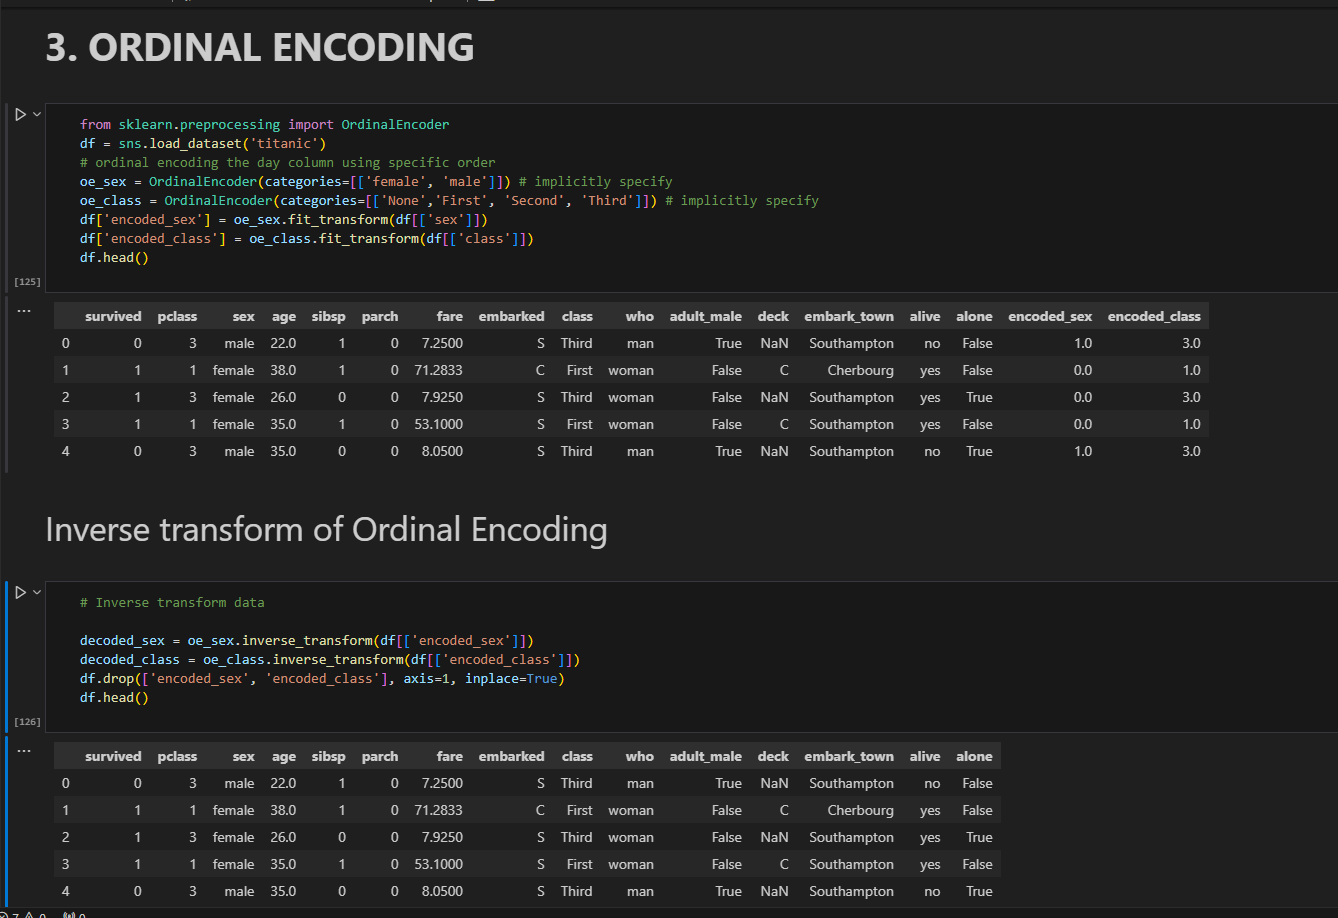 3. ORDINAL ENCODING
from sklearn.preprocessing import OrdinalEncoder
df = sns.load_dataset('titanic')
# ordinal encoding the day column using specific order
oe_sex = OrdinalEncoder(categories=[['female', 'male']]) # implicitly specify
oe_class = OrdinalEncoder(categories=[['None','First', 'Second', 'Third']]) # implicitly specify
df['encoded_sex'] = oe_sex.fit_transform(df[['sex']])
df['encoded_class'] = oe_class.fit_transform(df[['class']])
df.head()
[125]
...
survived pclass sex age sibsp parch fare embarked class who adult_male deck embark_town alive alone encoded_sex encoded_class
0 0 3 male 22.0 1 0 7.2500 S Third man True NaN Southampton no False 1.0 3.0
1 1 1 female 38.0 1 0 71.2833 C First woman False C Cherbourg yes False 0.0 1.0
2 1 3 female 26.0 0 0 7.9250 S Third woman False NaN Southampton yes True 0.0 3.0
3 1 1 female 35.0 1 0 53.1000 S First woman False C Southampton yes False 0.0 1.0
4 0 3 male 35.0 0 0 8.0500 S Third man True NaN Southampton no True 1.0 3.0
Inverse transform of Ordinal Encoding
# Inverse transform data
decoded_sex = oe_sex.inverse_transform(df[['encoded_sex']])
decoded_class = oe_class.inverse_transform(df[['encoded_class']])
df.drop(['encoded_sex', 'encoded_class'], axis=1, inplace=True)
df.head()
[126]
...
survived pclass sex age sibsp parch fare embarked class who adult_male deck embark_town alive alone
0 0 3 male 22.0 1 0 7.2500 S Third man True NaN Southampton no False
1 1 1 female 38.0 1 0 71.2833 C First woman False C Cherbourg yes False
2 1 3 female 26.0 0 0 7.9250 S Third woman False NaN Southampton yes True
3 1 1 female 35.0 1 0 53.1000 S First woman False C Southampton yes False
4 0 3 male 35.0 0 0 8.0500 S Third man True NaN Southampton no True